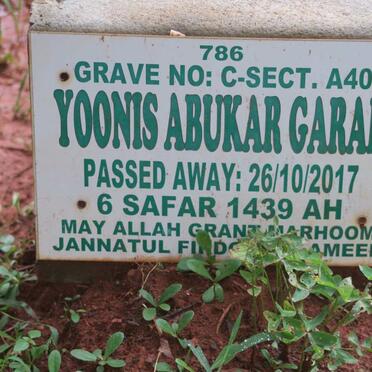 786
GRAVE NO: C-SECT. A40
YOONIS ABUKAR GARA
PASSED AWAY: 26/10/2017
6 SAFAR 1439 AH
MAY ALLAH GRANT MARHOOM
JANNATUL AMEE